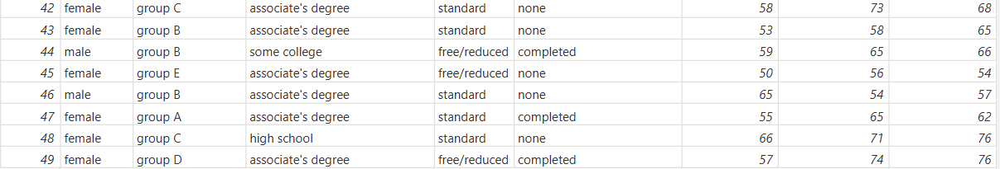 42 female group C associate's degree standard none 58 73 68
43 female group B associate's degree standard none 53 58 65
44 male group B some college free/reduced completed 59 65 66
45 female group E associate's degree free/reduced none 50 56 54
46 male group B associate's degree standard none 65 54 57
47 female group A associate's degree standard completed 55 65 62
48 female group C high school standard none 66 71 76
49 female group D associate's degree free/reduced completed 57 74 76